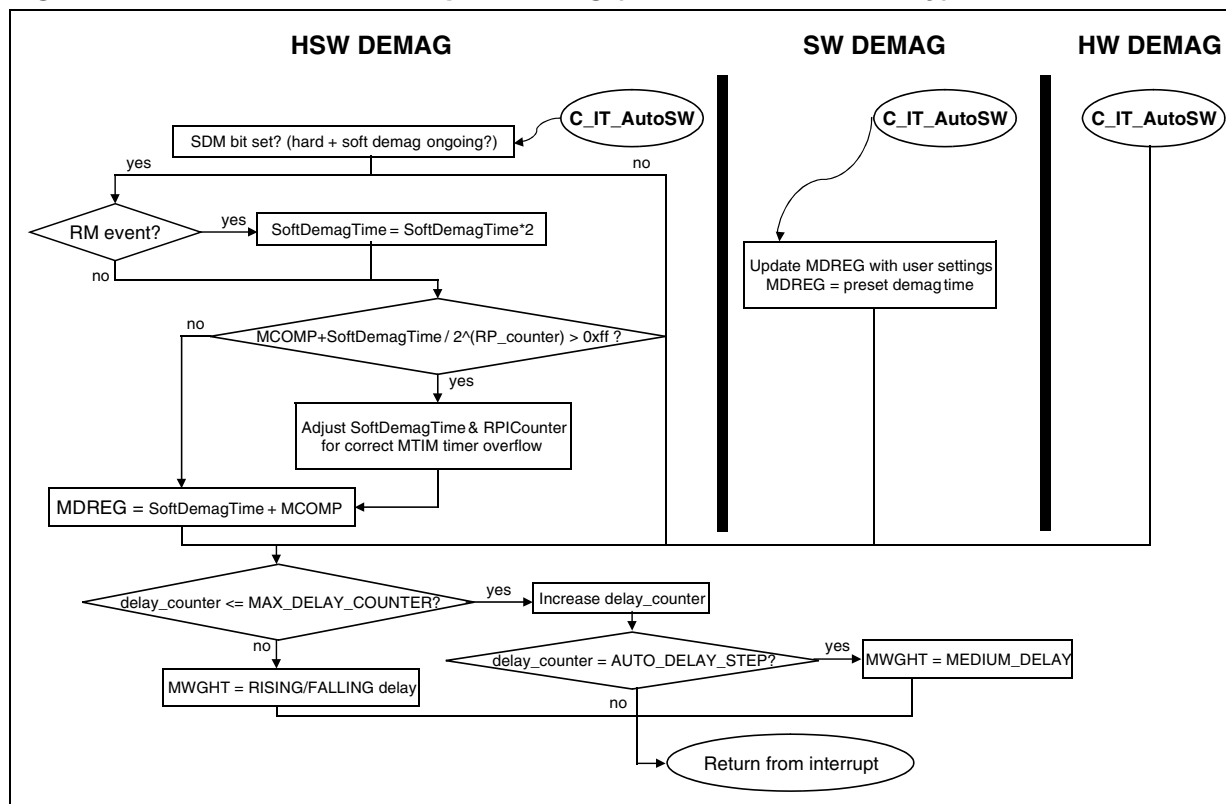 HSW DEMAG
SW DEMAG
HW DEMAG
C_IT_AutoSW
C_IT_AutoSW
C_IT_AutoSW
SDM bit set? (hard + soft demag ongoing?)
yes
no
RM event?
yes
SoftDemagTime = SoftDemagTime*2
no
Update MDREG with user settings
MDREG = preset demag time
no
MCOMP+SoftDemagTime / 2^(RP_counter) > 0xff ?
yes
Adjust SoftDemagTime & RPICounter
for correct MTIM timer overflow
MDREG = SoftDemagTime + MCOMP
delay_counter <= MAX_DELAY_COUNTER?
yes
Increase delay_counter
no
delay_counter = AUTO_DELAY_STEP?
yes
MWGHT = MEDIUM_DELAY
MWGHT = RISING/FALLING delay
no
Return from interrupt